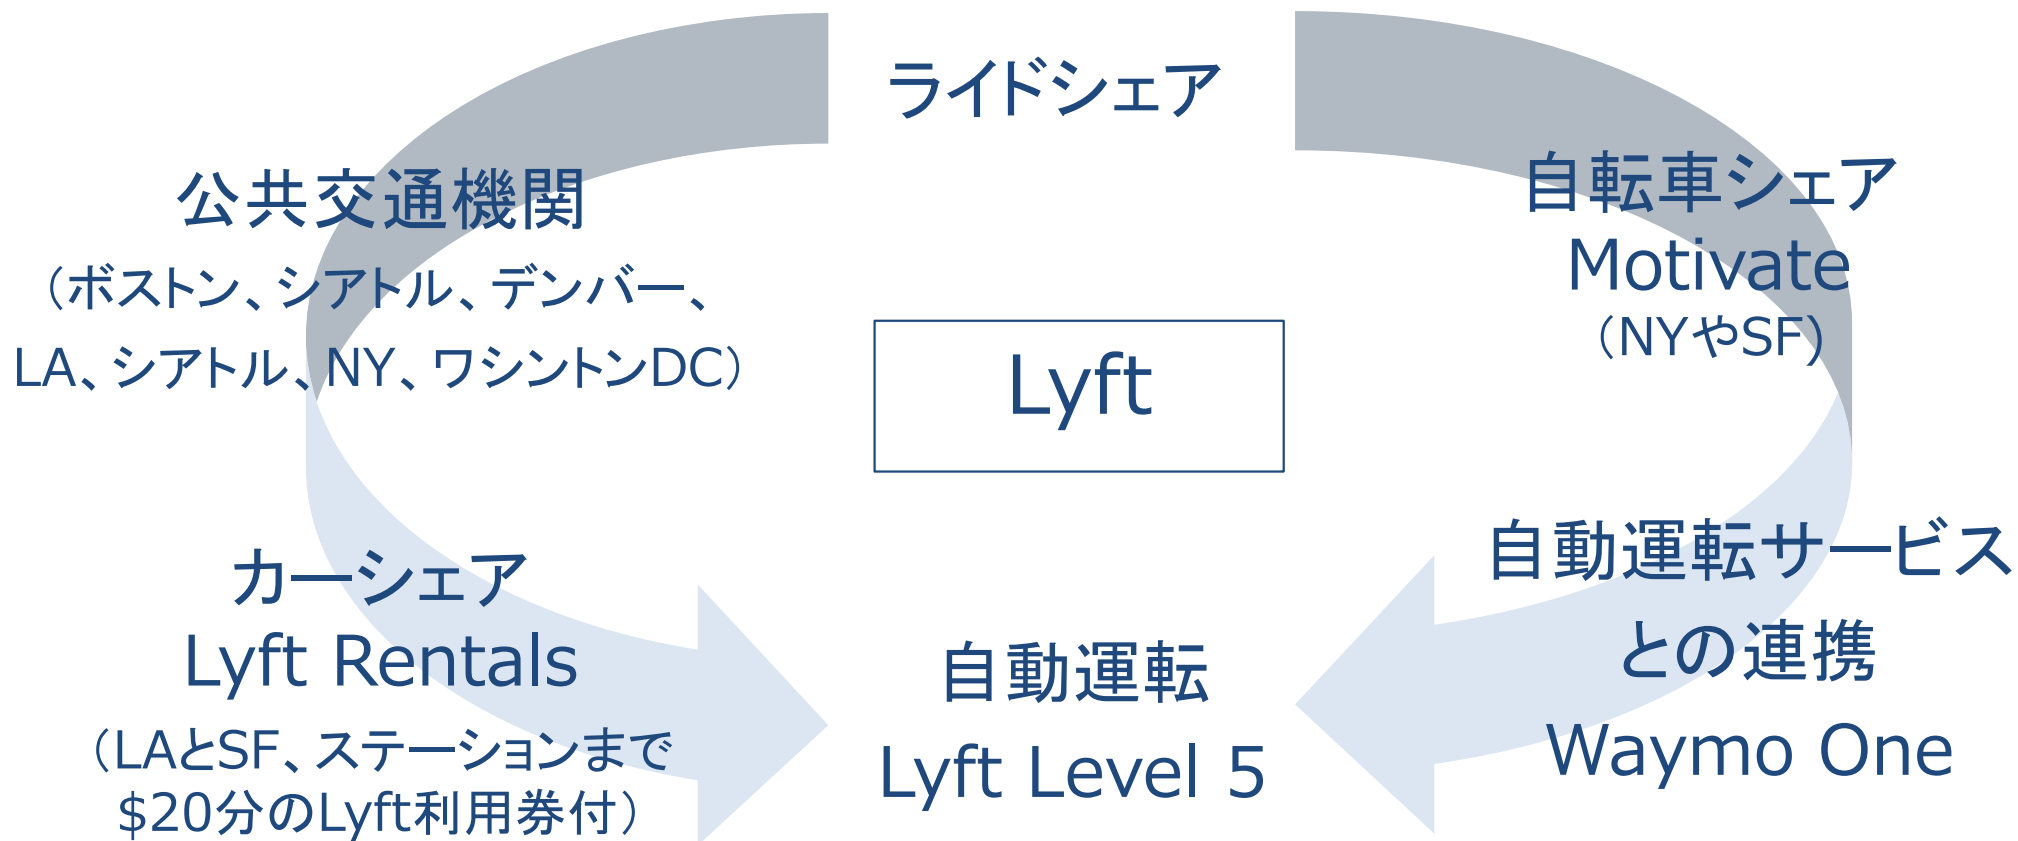 ライドシェア
公共交通機関
（ボストン、シアトル、デンバー、
LA、シアトル、NY、ワシントンDC）
自転車シェア
Motivate
（NYやSF）
Lyft
カーシェア
Lyft Rentals
（LAとSF、ステーションまで
$20分のLyft利用券付）
自動運転
Lyft Level 5
自動運転サービス
との連携
Waymo One